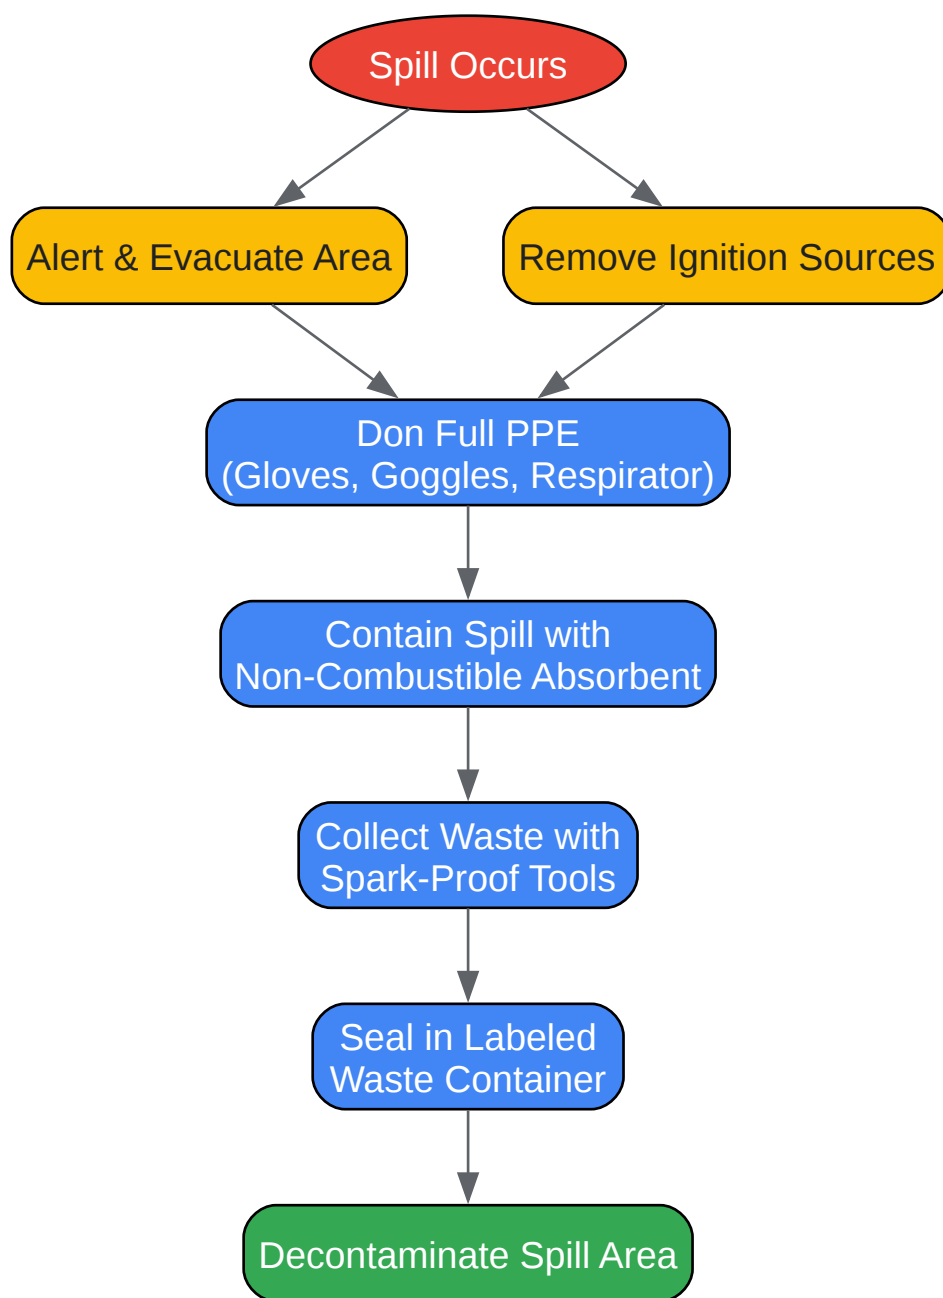 Spill Occurs
Alert & Evacuate Area
Remove Ignition Sources
Don Full PPE
(Gloves, Goggles, Respirator)
Contain Spill with
Non-Combustible Absorbent
Collect Waste with
Spark-Proof Tools
Seal in Labeled
Waste Container
Decontaminate Spill Area